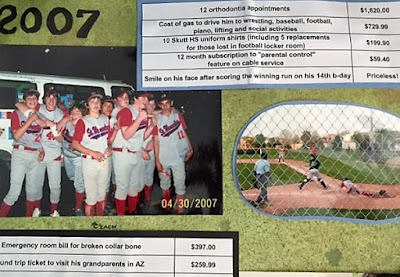 2007
12 orthodontia appointments $1,620.00
Cost of gas to drive him to wrestling, baseball, football,
piano, lifting and social activities $729.99
10 Skutt HS uniform shirts (including 5 replacements
for those lost in football locker room) $199.90
12 month subscription to "parental control"
feature on cable service $59.40
Smile on his face after scoring the winning run on his 14th b-day Priceless!
04/30/2007
ZACH
Emergency room bill for broken collar bone $397.00
und trip ticket to visit his grandparents in AZ $259.99